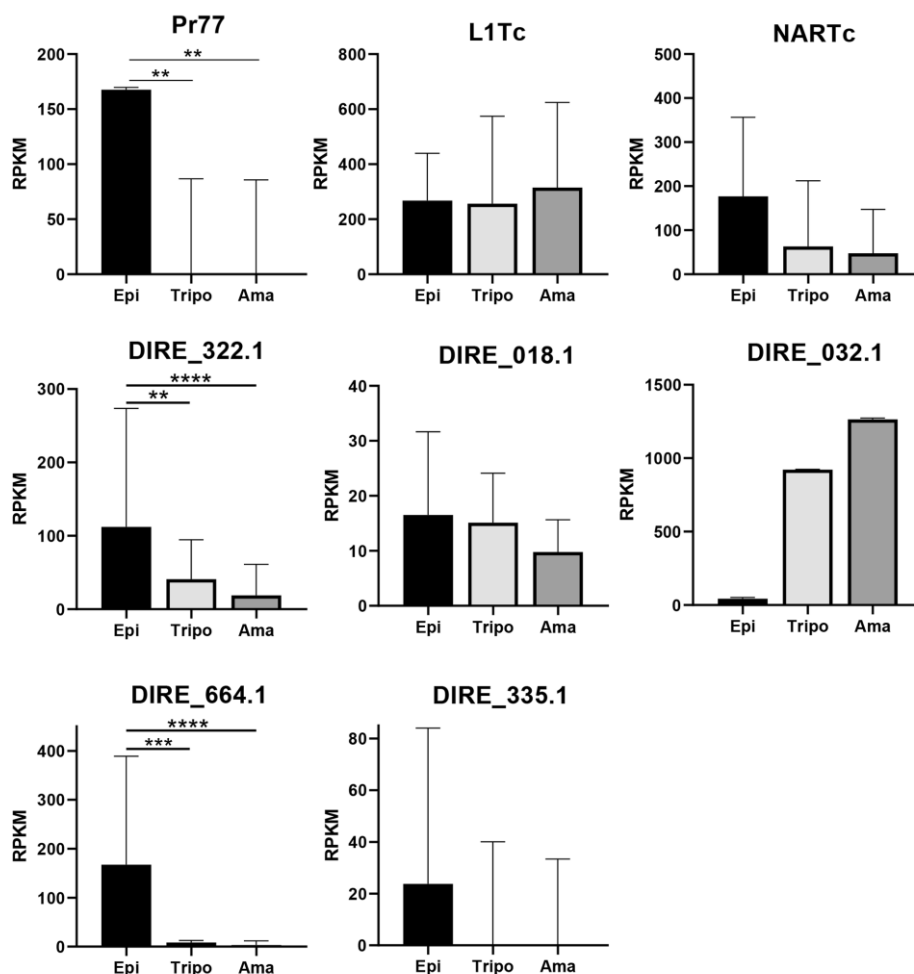 Pr77
L1Tc
NARTc
200
150
100
50
0
RPKM
**
**
Epi Tripo Ama
800
600
400
200
0
RPKM
Epi Tripo Ama
500
400
300
200
100
0
RPKM
Epi Tripo Ama
DIRE_322.1
DIRE_018.1
DIRE_032.1
300
200
100
0
RPKM
****
**
Epi Tripo Ama
40
30
20
10
0
RPKM
Epi Tripo Ama
1500
1000
500
0
RPKM
Epi Tripo Ama
DIRE_664.1
DIRE_335.1
400
300
200
100
0
RPKM
****
***
Epi Tripo Ama
80
60
40
20
0
RPKM
Epi Tripo Ama